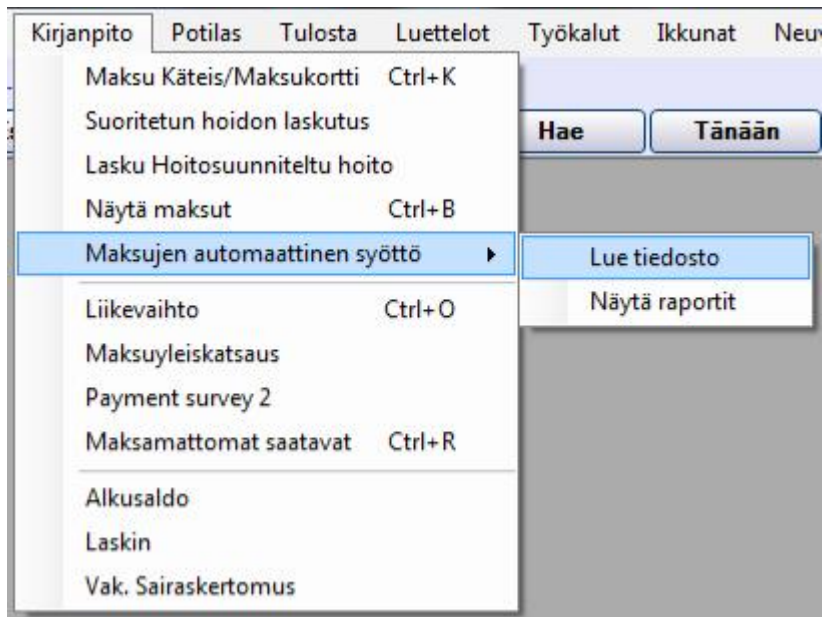 Kirjanpito Potilas Tulosta Luettelot Työkalut Ikkunat
Maksu Käteis/Maksukortti Ctrl+K
Suoritetun hoidon laskutus
Hae Tänään
Lasku Hoitosuunniteltu hoito
Näytä maksut Ctrl+B
Maksujen automaattinen syöttö
Lue tiedosto
Näytä raportit
Liikevaihto Ctrl+O
Maksuyleiskatsaus
Payment survey 2
Maksamattomat saatavat Ctrl+R
Alkusaldo
Laskin
Vak. Sairaskertomus